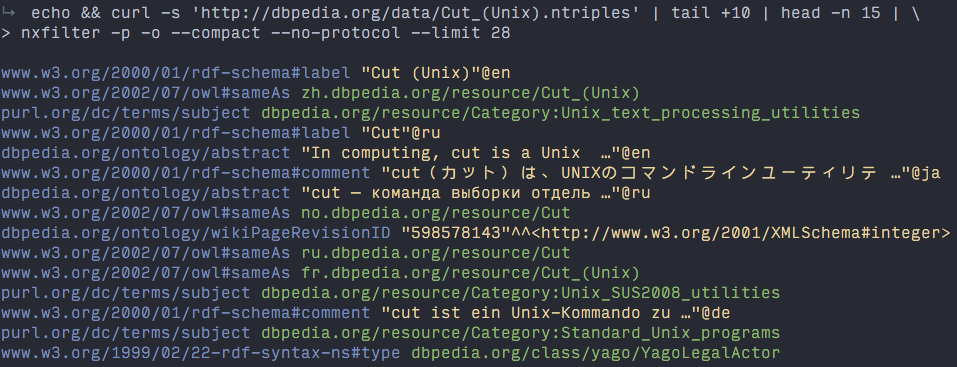 ↳ echo && curl -s 'http://dbpedia.org/data/Cut_(Unix).ntriples' | tail +10 | head -n 15 | \
> nxfilter -p -o --compact --no-protocol --limit 28
www.w3.org/2000/01/rdf-schema#label "Cut (Unix)"@en
www.w3.org/2002/07/owl#sameAs zh.dbpedia.org/resource/Cut_(Unix)
purl.org/dc/terms/subject dbpedia.org/resource/Category:Unix_text_processing_utilities
www.w3.org/2000/01/rdf-schema#label "Cut"@ru
dbpedia.org/ontology/abstract "In computing, cut is a Unix  …"@en
www.w3.org/2000/01/rdf-schema#comment "cut（カット）は、UNIXのコマンドラインユーティリテ …"@ja
dbpedia.org/ontology/abstract "cut — команда выборки отдель …"@ru
www.w3.org/2002/07/owl#sameAs no.dbpedia.org/resource/Cut
dbpedia.org/ontology/wikiPageRevisionID "598578143"^^<http://www.w3.org/2001/XMLSchema#integer>
www.w3.org/2002/07/owl#sameAs ru.dbpedia.org/resource/Cut
www.w3.org/2002/07/owl#sameAs fr.dbpedia.org/resource/Cut_(Unix)
purl.org/dc/terms/subject dbpedia.org/resource/Category:Unix_SUS2008_utilities
www.w3.org/2000/01/rdf-schema#comment "cut ist ein Unix-Kommando zu …"@de
purl.org/dc/terms/subject dbpedia.org/resource/Category:Standard_Unix_programs
www.w3.org/1999/02/22-rdf-syntax-ns#type dbpedia.org/class/yago/YagoLegalActor